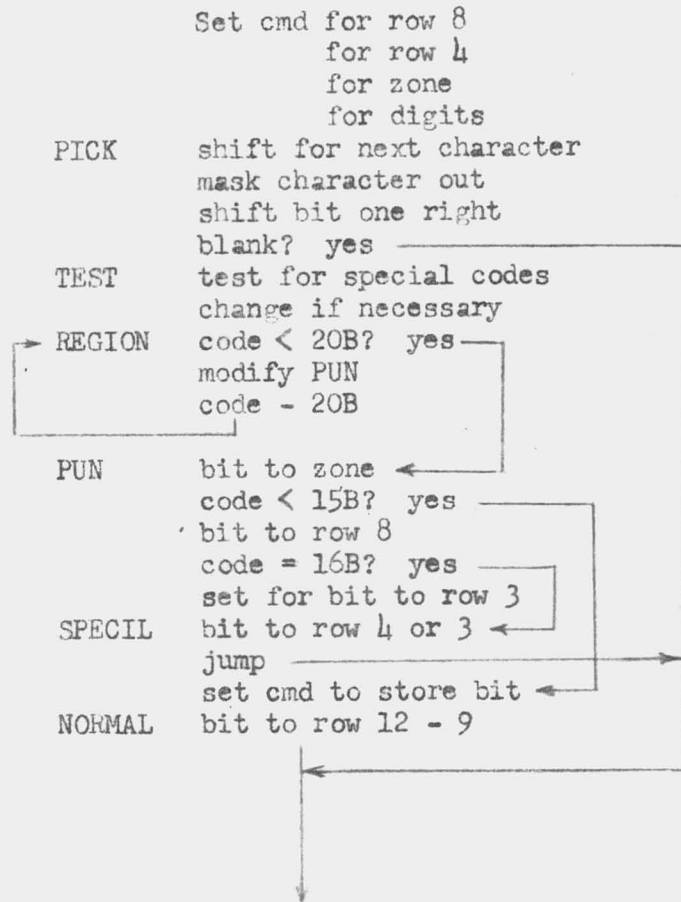 Set cmd for row 8
for row 4
for zone
for digits
PICK shift for next character
mask character out
shift bit one right
blank? yes
TEST test for special codes
change if necessary
REGION code < 20B? yes
modify PUN
code - 20B
PUN bit to zone
code < 15B? yes
bit to row 8
code = 16B? yes
set for bit to row 3
SPECIL bit to row 4 or 3
jump
set cmd to store bit
NORMAL bit to row 12 - 9